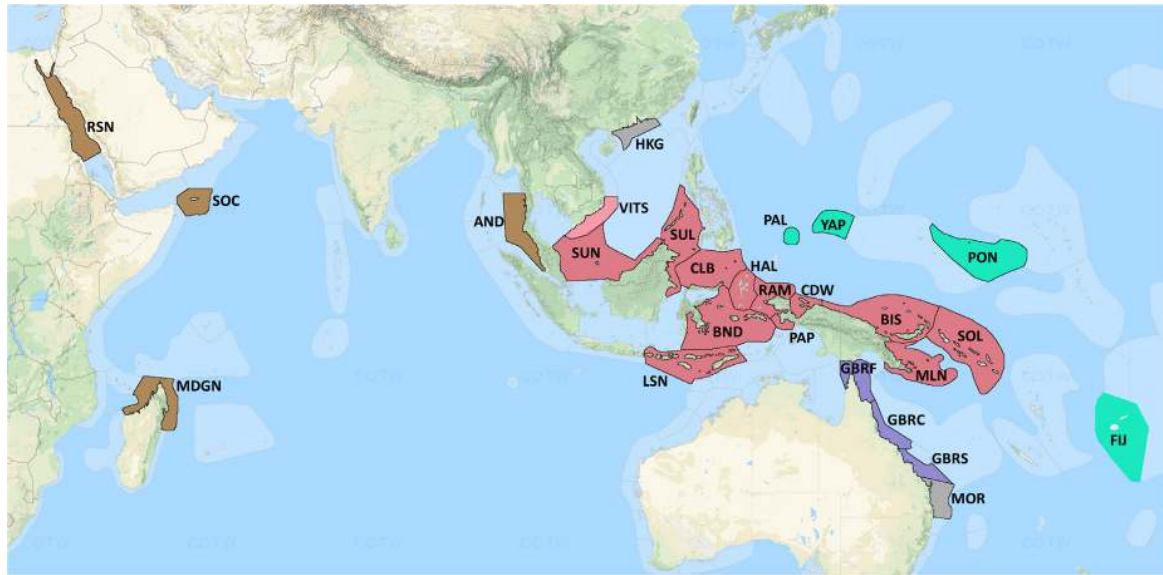 RSN
HKG
SOC
AND
VITS
SUL
PAL
YAP
SUN
PON
CLB
HAL
RAM
CDW
BIS
BND
SOL
PAP
LSN
MLN
GBRF
MDGN
GBRC
FIJ
GBRS
MOR